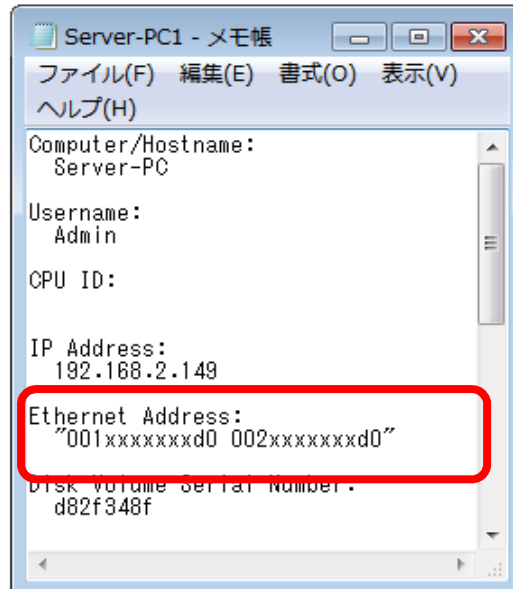 Server-PC1 - メモ帳
ファイル(F) 編集(E) 書式(O) 表示(V)
ヘルプ(H)
Computer/Hostname:
Server-PC
Username:
Admin
CPU ID:
IP Address:
192.168.2.149
Ethernet Address:
"001xxxxxxxd0 002xxxxxxxd0"
Disk Volume Serial Number:
d82f348f